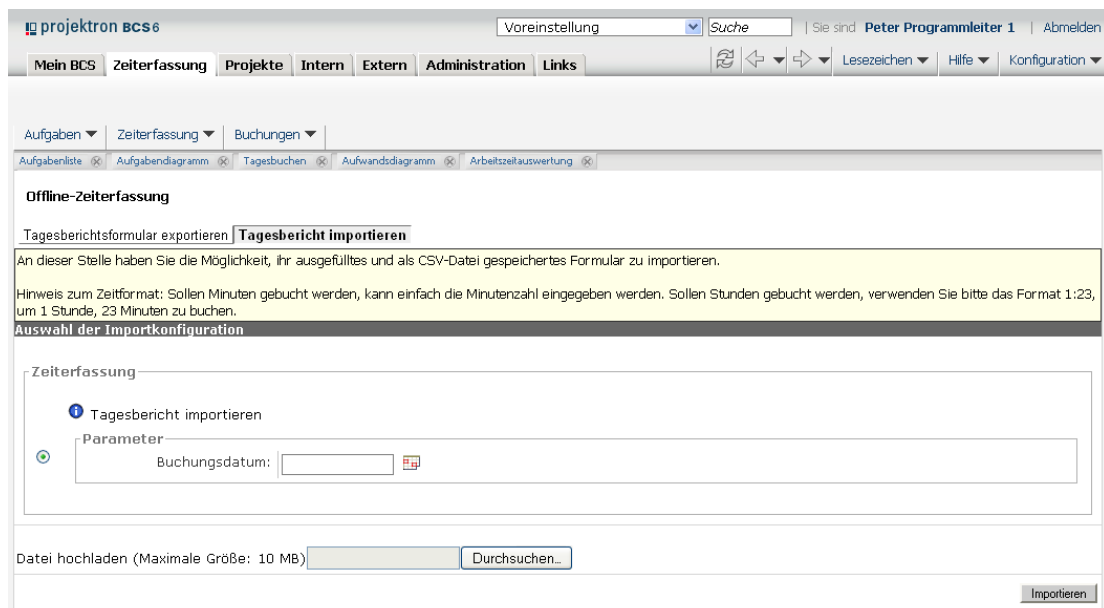 projektron BCS6 Voreinstellung Suche | Sie sind Peter Programmleiter 1 | Abmelden
Mein BCS Zeiterfassung Projekte Intern Extern Administration Links Lesezeichen Hilfe Konfiguration
Aufgaben Zeiterfassung Buchungen
Aufgabenliste Aufgabendiagramm Tagesbuchen Aufwandsdiagramm Arbeitszeitauswertung
Offline-Zeiterfassung
Tagesberichtsformular exportieren Tagesbericht importieren
An dieser Stelle haben Sie die Möglichkeit, ihr ausgefülltes und als CSV-Datei gespeichertes Formular zu importieren.
Hinweis zum Zeitformat: Sollen Minuten gebucht werden, kann einfach die Minutenzahl eingegeben werden. Sollen Stunden gebucht werden, verwenden Sie bitte das Format 1:23,
um 1 Stunde, 23 Minuten zu buchen.
Auswahl der Importkonfiguration
Zeiterfassung
Tagesbericht importieren
Parameter
Buchungsdatum:
Datei hochladen (Maximale Größe: 10 MB) Durchsuchen...
Importieren